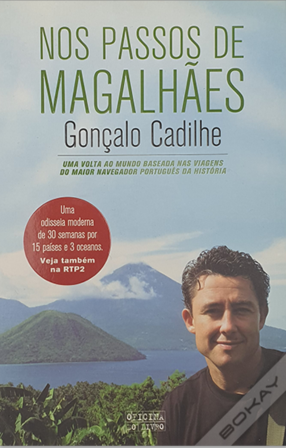 NOS PASSOS DE
MAGALHÃES
Gonçalo Cadilhe
UMA VOLTA AO MUNDO BASEADA NAS VIAGENS
DO MAIOR NAVEGADOR PORTUGUÊS DA HISTÓRIA
Uma
odisseia moderna
de 30 semanas por
15 países e 3 oceanos.
Veja também
na RTP2
OFICINA
DO LIVRO
BOKAY